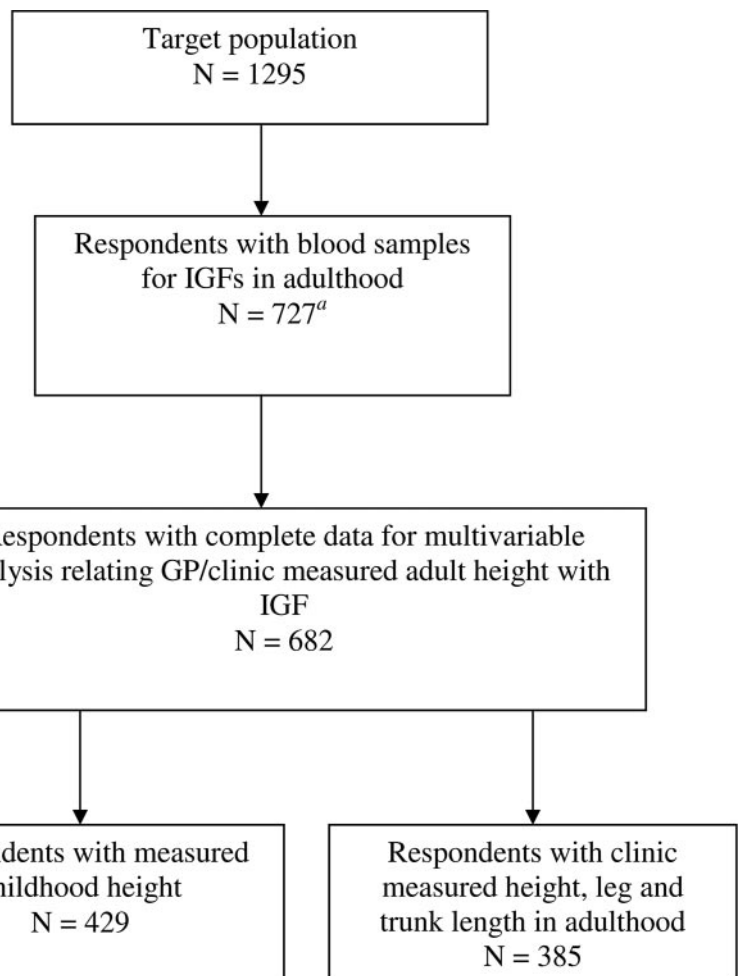 Target population
N = 1295
Respondents with blood samples
for IGFs in adulthood
N = 727ᵃ
espondents with complete data for multivariable
lysis relating GP/clinic measured adult height with
IGF
N = 682
dents with measured
ildhood height
N = 429
Respondents with clinic
measured height, leg and
trunk length in adulthood
N = 385